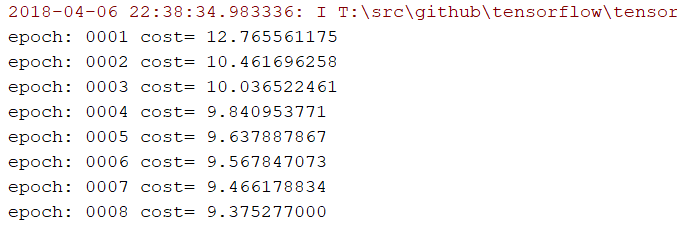 2018-04-06 22:38:34.983336: I T:\src\github\tensorflow\tensor
epoch: 0001 cost= 12.765561175
epoch: 0002 cost= 10.461696258
epoch: 0003 cost= 10.036522461
epoch: 0004 cost= 9.840953771
epoch: 0005 cost= 9.637887867
epoch: 0006 cost= 9.567847073
epoch: 0007 cost= 9.466178834
epoch: 0008 cost= 9.375277000